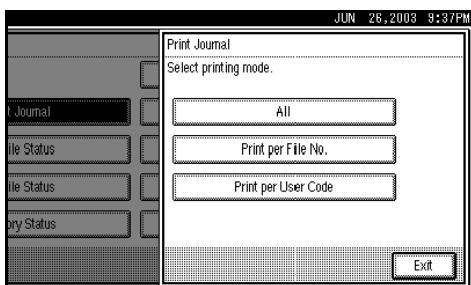 JUN 26,2003 9:37PM
Print Journal
Select printing mode.
t Journal
All
ile Status
Print per File No.
ile Status
Print per User Code
ory Status
Exit